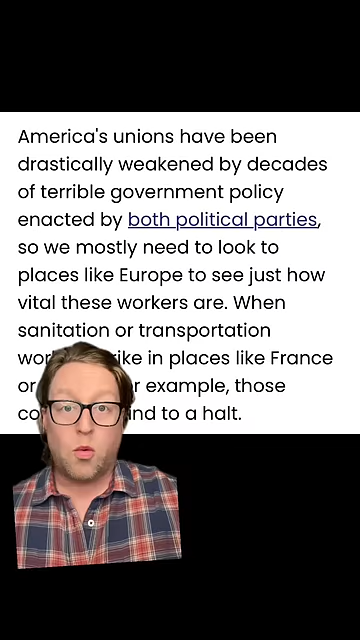 America's unions have been
drastically weakened by decades
of terrible government policy
enacted by both political parties,
so we mostly need to look to
places like Europe to see just how
vital these workers are. When
sanitation or transportation
in places like France
or example, those
to a halt.